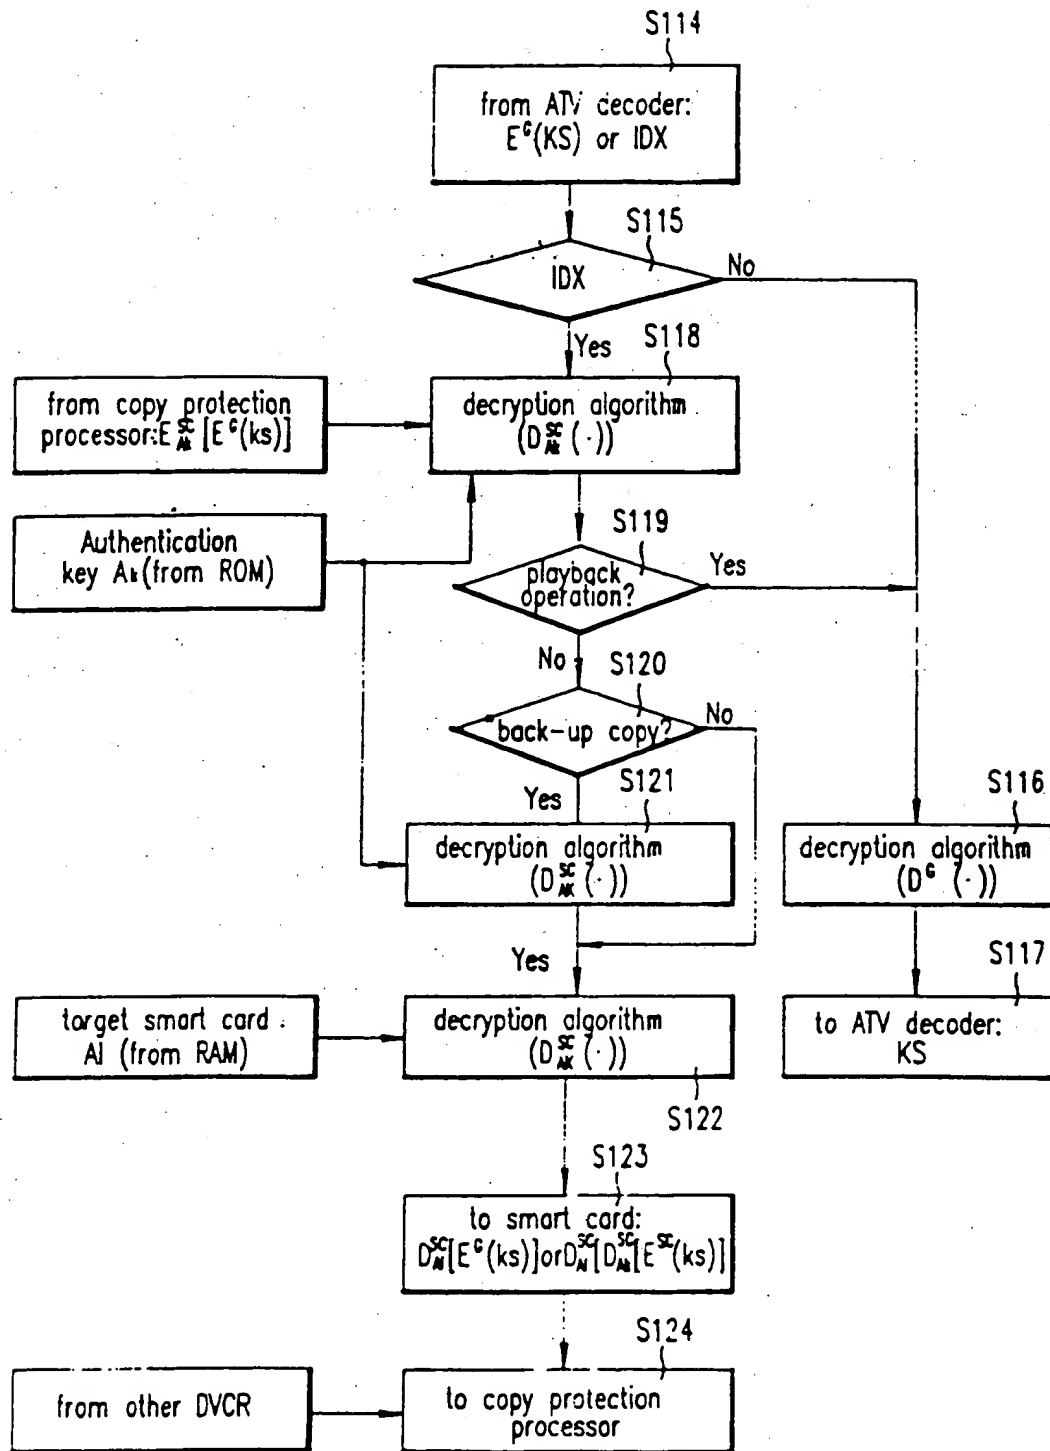 S114
from ATV decoder:
E^G(KS) or IDX
S115
IDX
No
Yes
S118
from copy protection
processor:E^SC_Ak[E^G(ks)]
decryption algorithm
(D^SC_Ak(·))
Authentication
key Ak(from ROM)
S119
playback
operation?
Yes
No
S120
back-up copy?
No
Yes
S121
S116
decryption algorithm
(D^SC_AK(·))
decryption algorithm
(D^G(·))
Yes
S117
target smart card
AI (from RAM)
decryption algorithm
(D^SC_AK(·))
to ATV decoder:
KS
S122
S123
to smart card:
D^SC_AI[E^G(ks)]orD^SC_AI[D^SC_Ak[E^SC(ks)]
S124
from other DVCR
to copy protection
processor